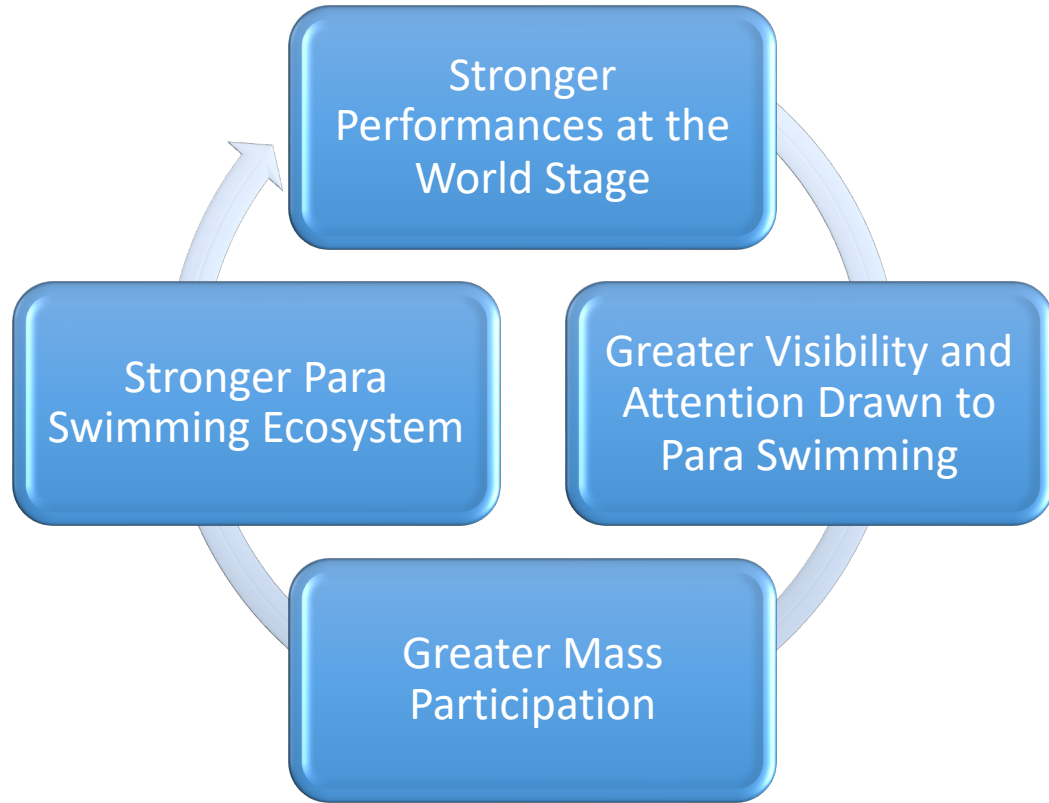 Stronger
Performances at the
World Stage
Greater Visibility and
Attention Drawn to
Para Swimming
Greater Mass
Participation
Stronger Para
Swimming Ecosystem